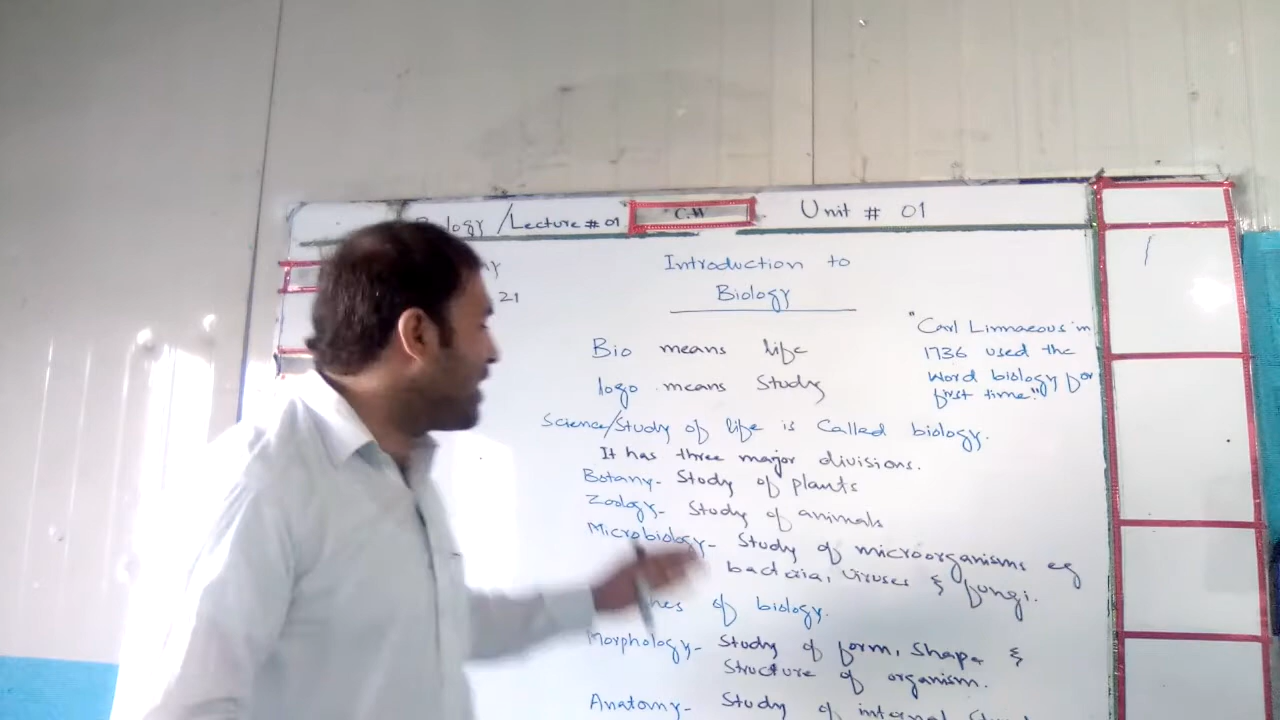 /Lecture # 01
C.H
Unit # 01
21
Introduction to
Biology
"Carl Linnaeous in
1736 used the
Word biology for
first time."
Bio means life
logo means Study
Science/Study of life is Called biology.
It has three major divisions.
Botany- Study of plants
Zoology- Study of animals
Microbiology- Study of microorganisms eg
bacteria, viruses & fungi.
of biology.
Morphology- Study of form, Shape &
Structure of organism.
Anatomy- Study of internal